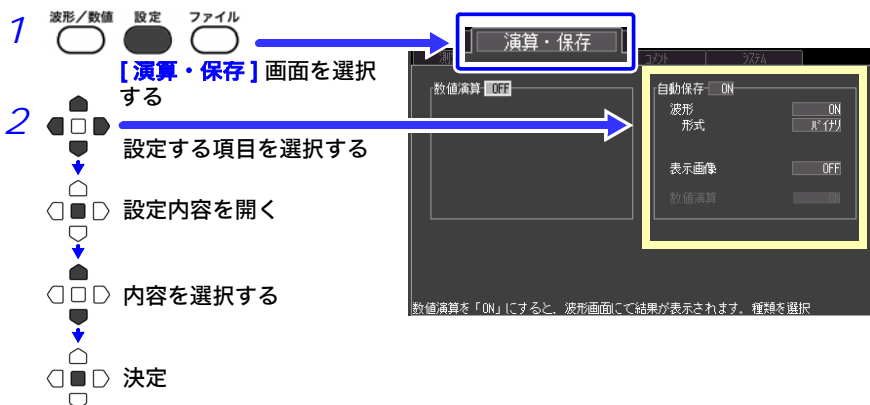 1
波形／数値 設定 ファイル
[ 演算・保存 ] 画面を選択
する
2
設定する項目を選択する
設定内容を開く
内容を選択する
決定
演算・保存
コメント システム
数値演算 OFF
自動保存 ON
波形 ON
形式 バイナリ
表示画像 OFF
数値演算 ON
数値演算を「ON」にすると、波形画面にて結果が表示されます。種類を選択